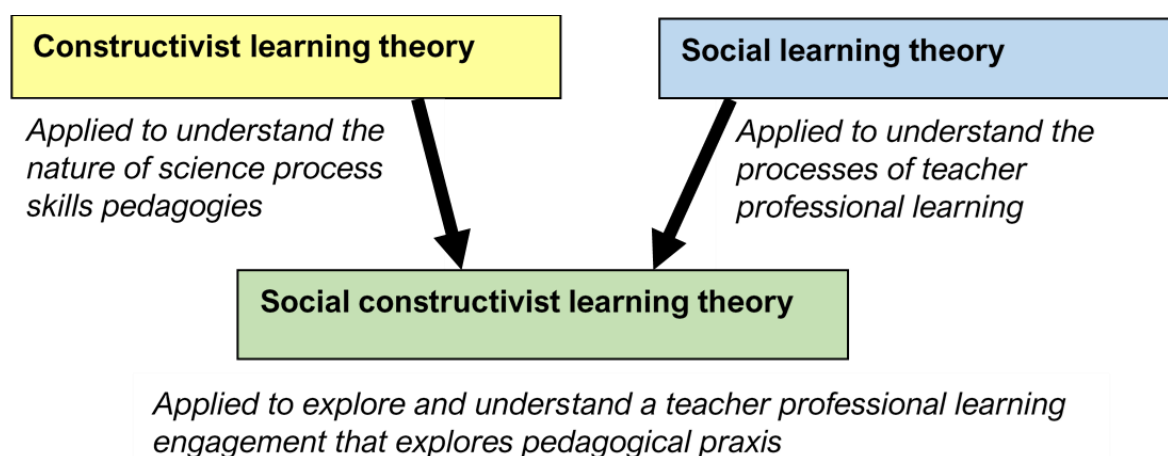 Constructivist learning theory
Applied to understand the
nature of science process
skills pedagogies
Social learning theory
Applied to understand the
processes of teacher
professional learning
Social constructivist learning theory
Applied to explore and understand a teacher professional learning
engagement that explores pedagogical praxis